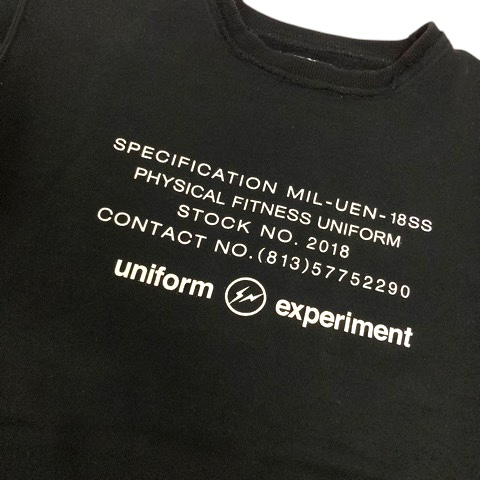 SPECIFICATION MIL-UEN-18SS
PHYSICAL FITNESS UNIFORM
STOCK NO. 2018
CONTACT NO.(813)57752290
uniform experiment